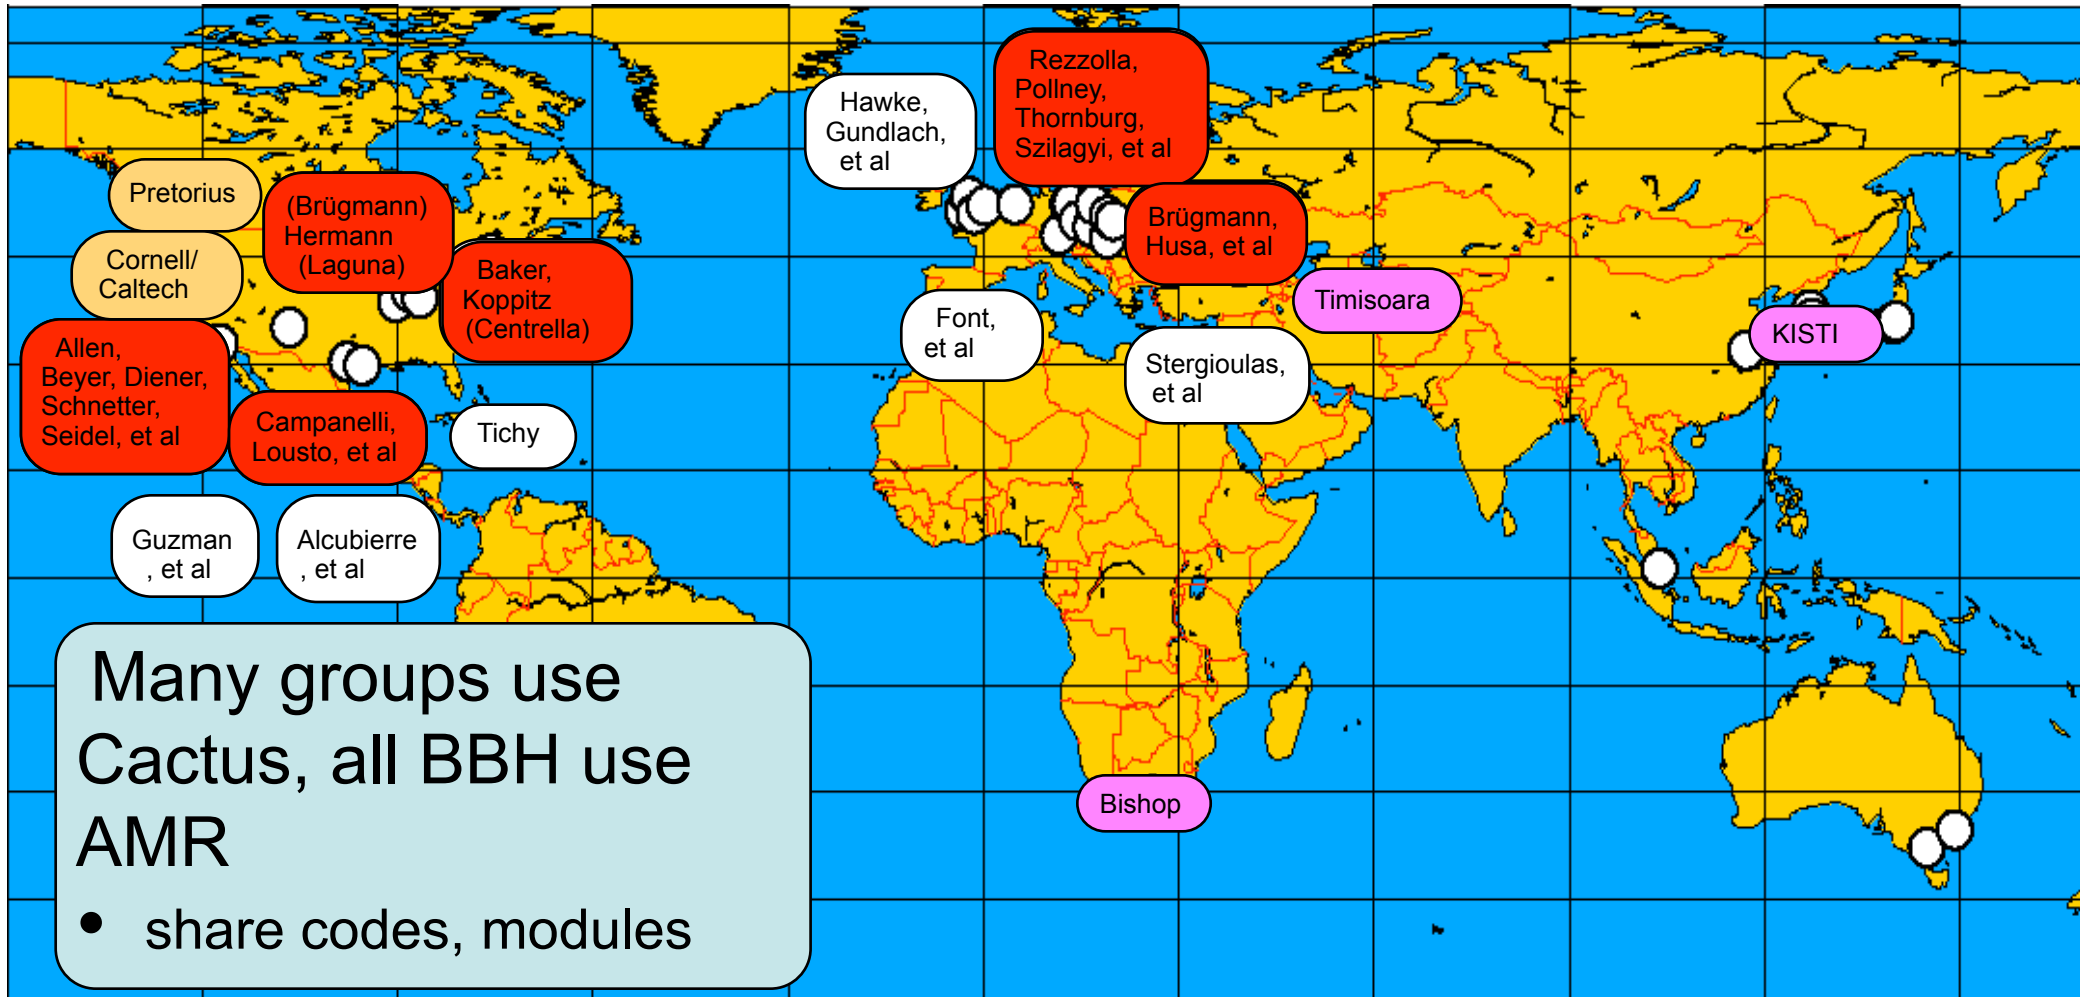 Rezzolla,
Pollney,
Thornburg,
Szilagyi, et al
Hawke,
Gundlach,
et al
Pretorius
(Brügmann)
Hermann
(Laguna)
Brügmann,
Husa, et al
Cornell/
Caltech
Baker,
Koppitz
(Centrella)
Timisoara
KISTI
Font,
et al
Stergioulas,
et al
Allen,
Beyer, Diener,
Schnetter,
Seidel, et al
Campanelli,
Lousto, et al
Tichy
Guzman
, et al
Alcubierre
, et al
Many groups use
Cactus, all BBH use
AMR
• share codes, modules
Bishop